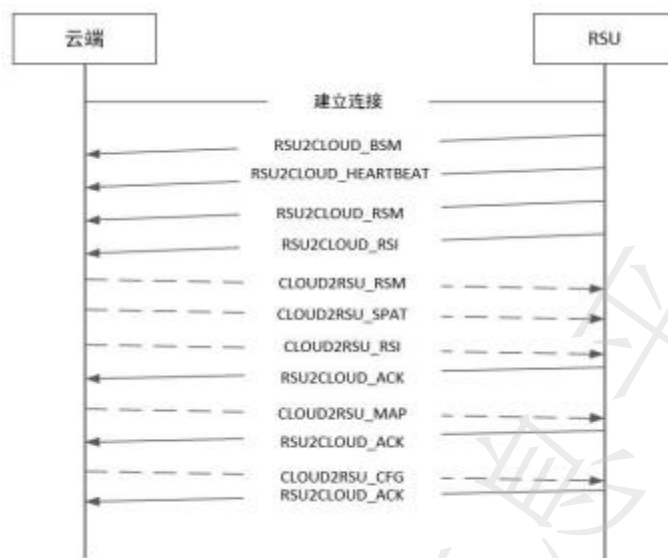 云端
RSU
建立连接
RSU2CLOUD_BSM
RSU2CLOUD_HEARTBEAT
RSU2CLOUD_RSM
RSU2CLOUD_RSI
CLOUD2RSU_RSM
CLOUD2RSU_SPAT
CLOUD2RSU_RSI
RSU2CLOUD_ACK
CLOUD2RSU_MAP
RSU2CLOUD_ACK
CLOUD2RSU_CFG
RSU2CLOUD_ACK